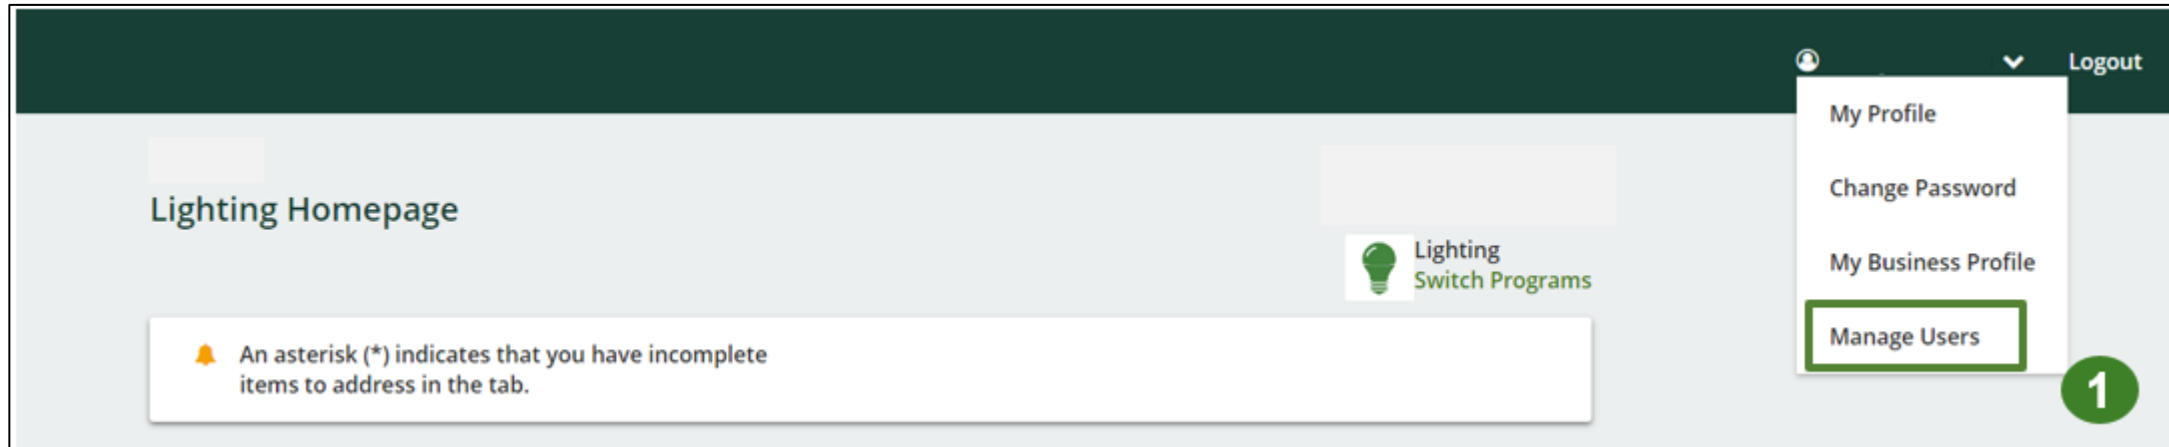 Logout
My Profile
Change Password
My Business Profile
Manage Users
1
Lighting Homepage
Lighting
Switch Programs
An asterisk (*) indicates that you have incomplete
items to address in the tab.